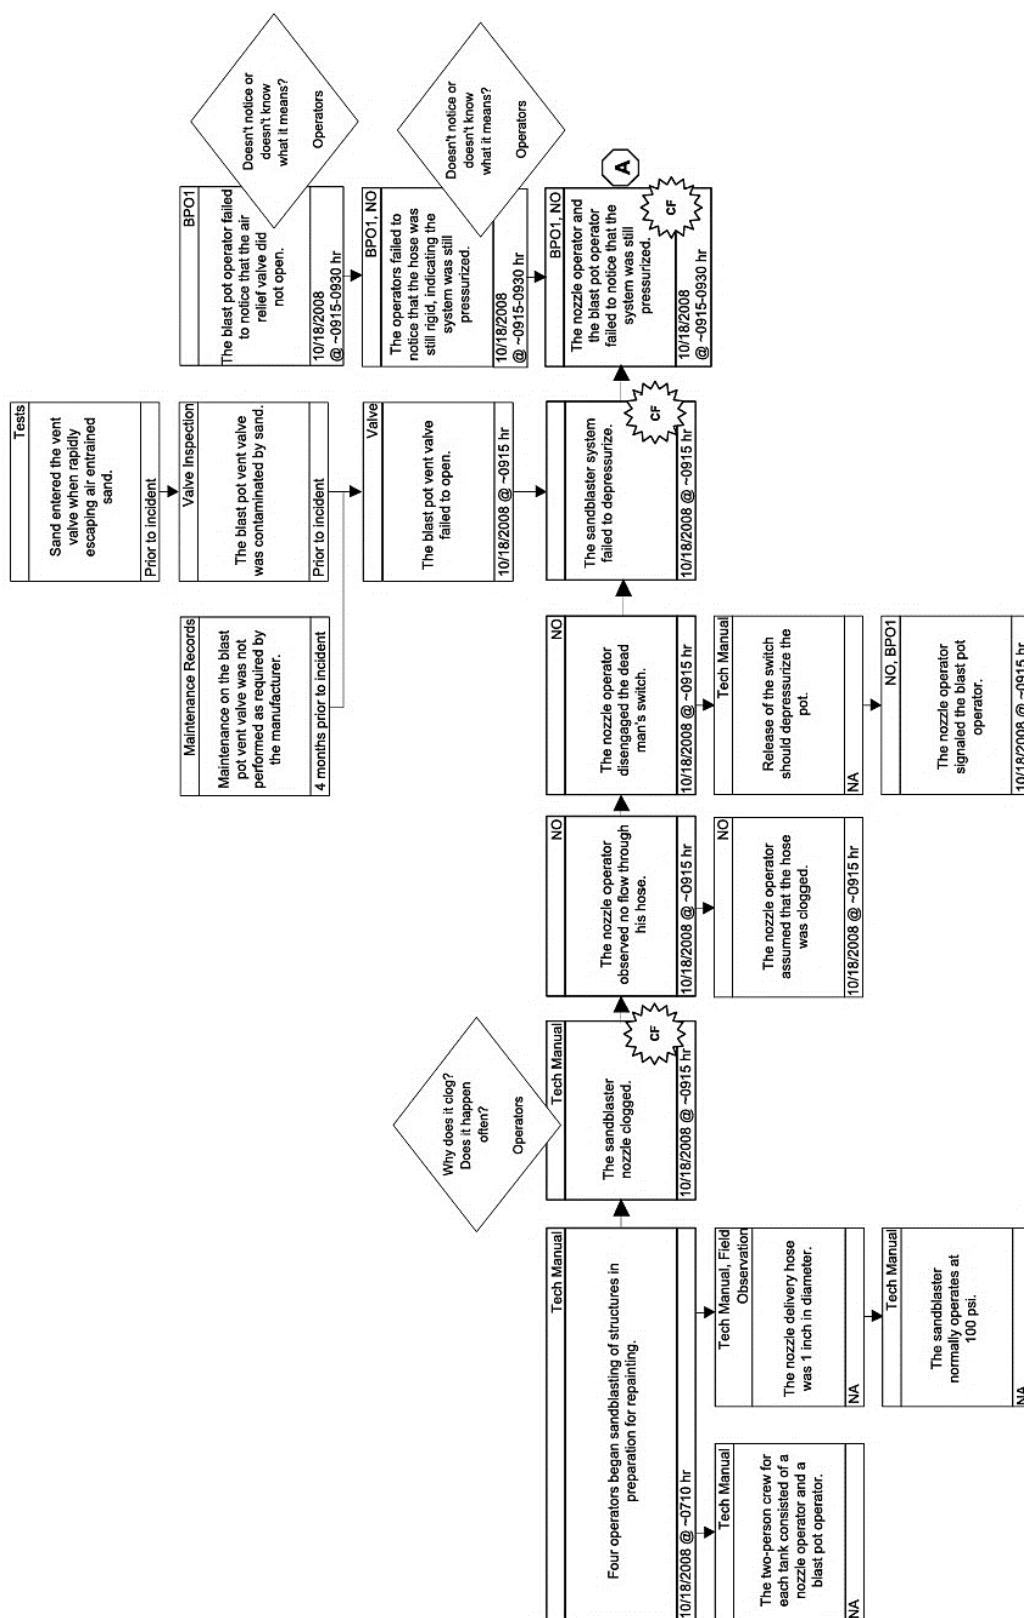 Tests
Sand entered the vent
valve when rapidly
escaping air entrained
sand.
Prior to incident
Maintenance Records
Maintenance on the blast
pot vent valve was not
performed as required by
the manufacturer.
4 months prior to incident
Valve Inspection
The blast pot vent valve
was contaminated by sand.
Prior to incident
BPO1
The blast pot operator failed
to notice that the air
relief valve did
not open.
10/18/2008
@ ~0915-0930 hr
Doesn't notice or
doesn't know
what it means?
Operators
Valve
The blast pot vent valve
failed to open.
10/18/2008 @ ~0915 hr
BPO1, NO
The operators failed to
notice that the hose was
still rigid, indicating the
system was still
pressurized.
10/18/2008
@ ~0915-0930 hr
Doesn't notice or
doesn't know
what it means?
Operators
Why does it clog?
Does it happen
often?
Operators
Tech Manual
Four operators began sandblasting of structures in
preparation for repainting.
10/18/2008 @ ~0710 hr
Tech Manual
The sandblaster
nozzle clogged.
10/18/2008 @ ~0915 hr
CF
NO
The nozzle operator
observed no flow through
his hose.
10/18/2008 @ ~0915 hr
NO
The nozzle operator
disengaged the dead
man's switch.
10/18/2008 @ ~0915 hr
The sandblaster system
failed to depressurize.
10/18/2008 @ ~0915 hr
CF
BPO1, NO
The nozzle operator and
the blast pot operator
failed to notice that the
system was still
pressurized.
10/18/2008
@ ~0915-0930 hr
CF
A
Tech Manual
The two-person crew for
each tank consisted of a
nozzle operator and a
blast pot operator.
NA
Tech Manual, Field
Observation
The nozzle delivery hose
was 1 inch in diameter.
NA
NO
The nozzle operator
assumed that the hose
was clogged.
10/18/2008 @ ~0915 hr
Tech Manual
Release of the switch
should depressurize the
pot.
NA
Tech Manual
The sandblaster
normally operates at
100 psi.
NA
NO, BPO1
The nozzle operator
signaled the blast pot
operator.
10/18/2008 @ ~0915 hr